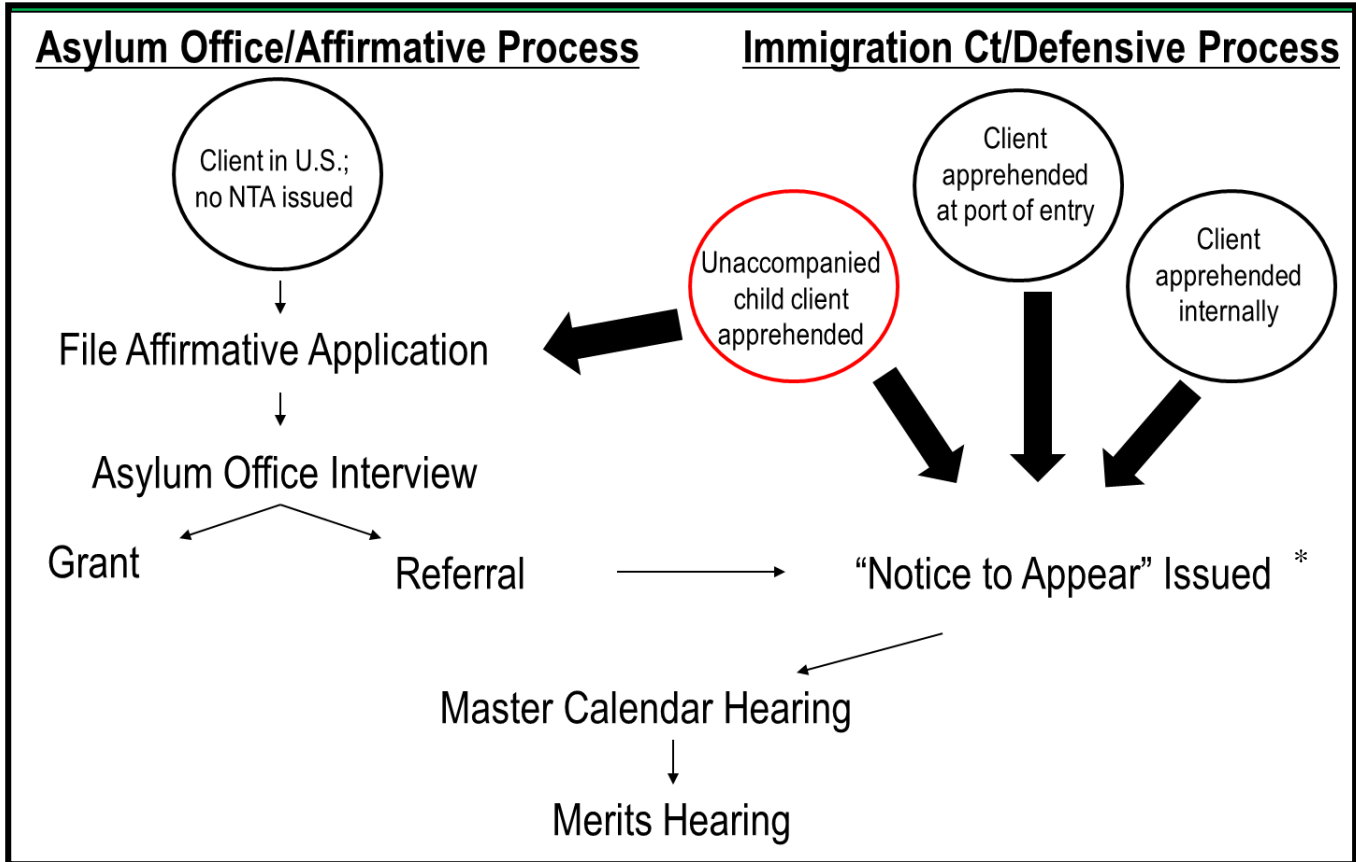 Asylum Office/Affirmative Process
Immigration Ct/Defensive Process
Client in U.S.;
no NTA issued
Client
apprehended
at port of entry
Unaccompanied
child client
apprehended
Client
apprehended
internally
File Affirmative Application
Asylum Office Interview
Grant
Referral
“Notice to Appear” Issued *
Master Calendar Hearing
Merits Hearing